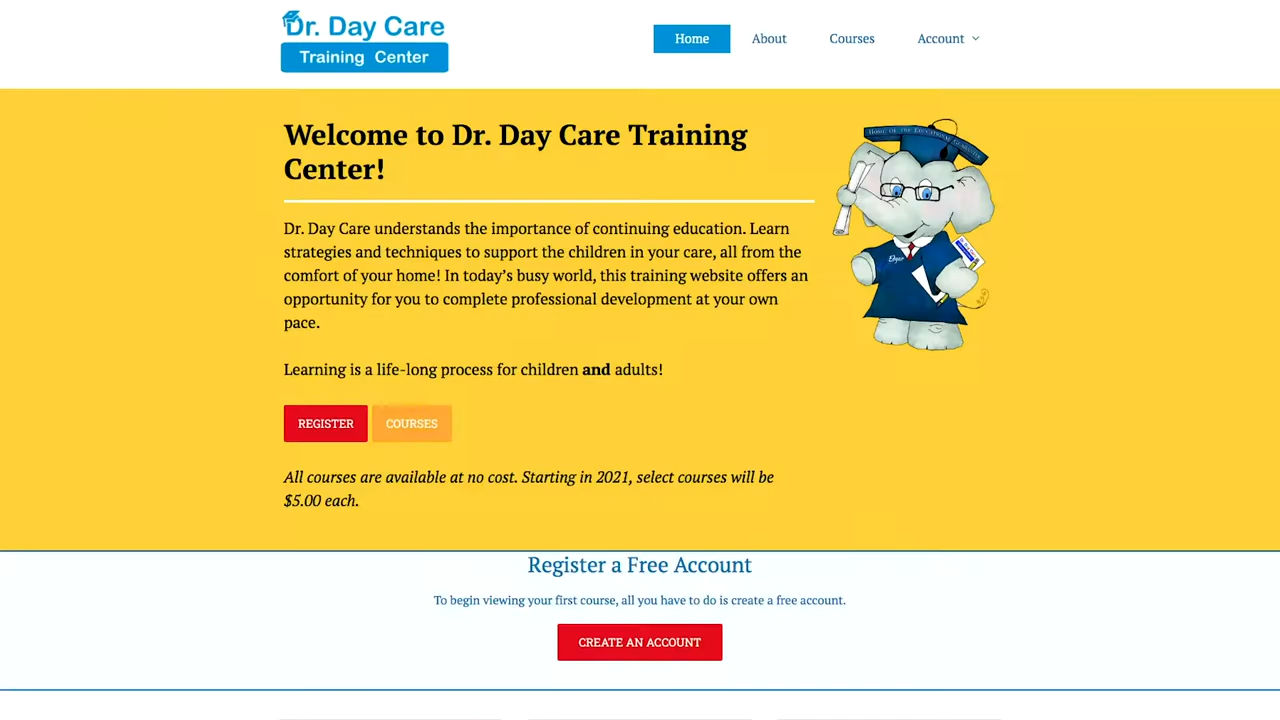 Dr. Day Care
Training Center
Home
About
Courses
Account
Welcome to Dr. Day Care Training
Center!
Dr. Day Care understands the importance of continuing education. Learn
strategies and techniques to support the children in your care, all from the
comfort of your home! In today's busy world, this training website offers an
opportunity for you to complete professional development at your own
pace.
Learning is a life-long process for children and adults!
REGISTER
COURSES
All courses are available at no cost. Starting in 2021, select courses will be
$5.00 each.
HOME OF THE EDUCATIONAL
Edgar
Register a Free Account
To begin viewing your first course, all you have to do is create a free account.
CREATE AN ACCOUNT